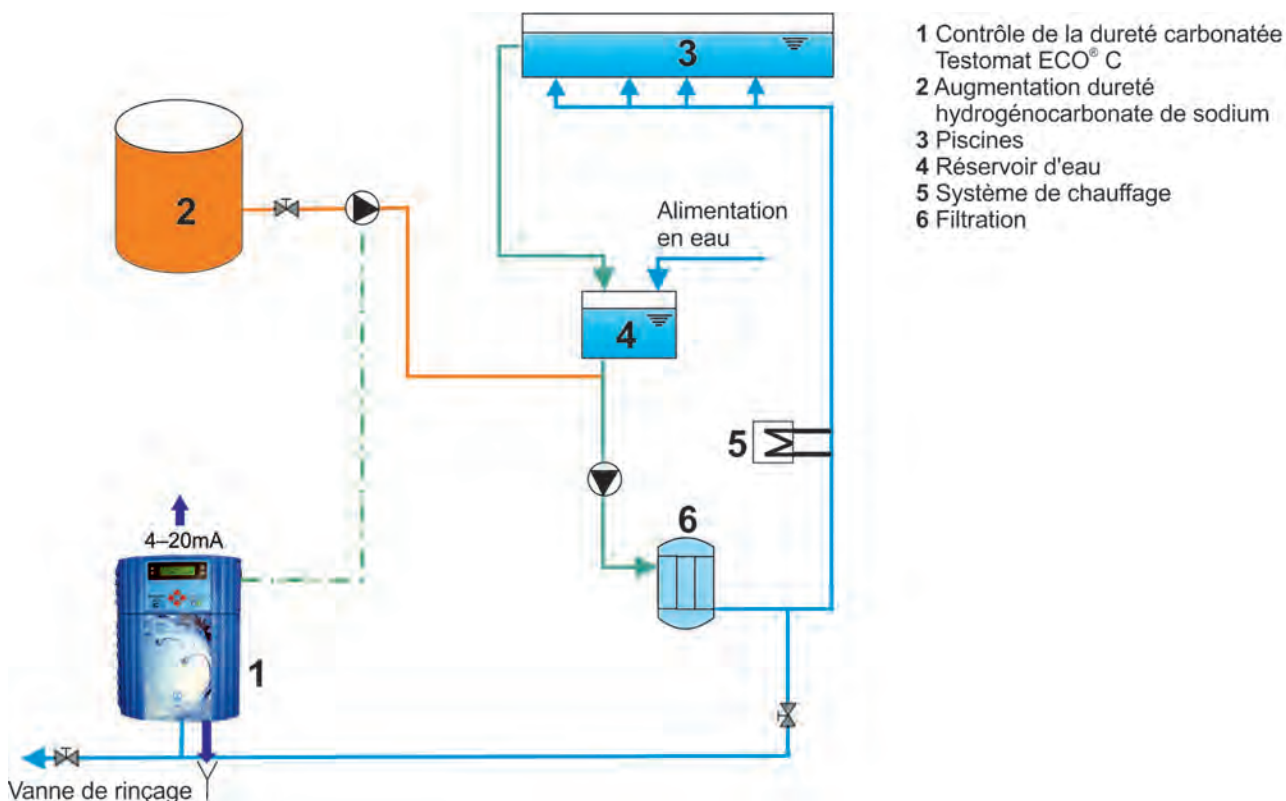 3
1 Contrôle de la dureté carbonatée
Testomat ECO® C
2 Augmentation dureté
hydrogénocarbonate de sodium
3 Piscines
4 Réservoir d'eau
5 Système de chauffage
6 Filtration
2
Alimentation
en eau
4
5
6
4–20mA
1
Vanne de rinçage